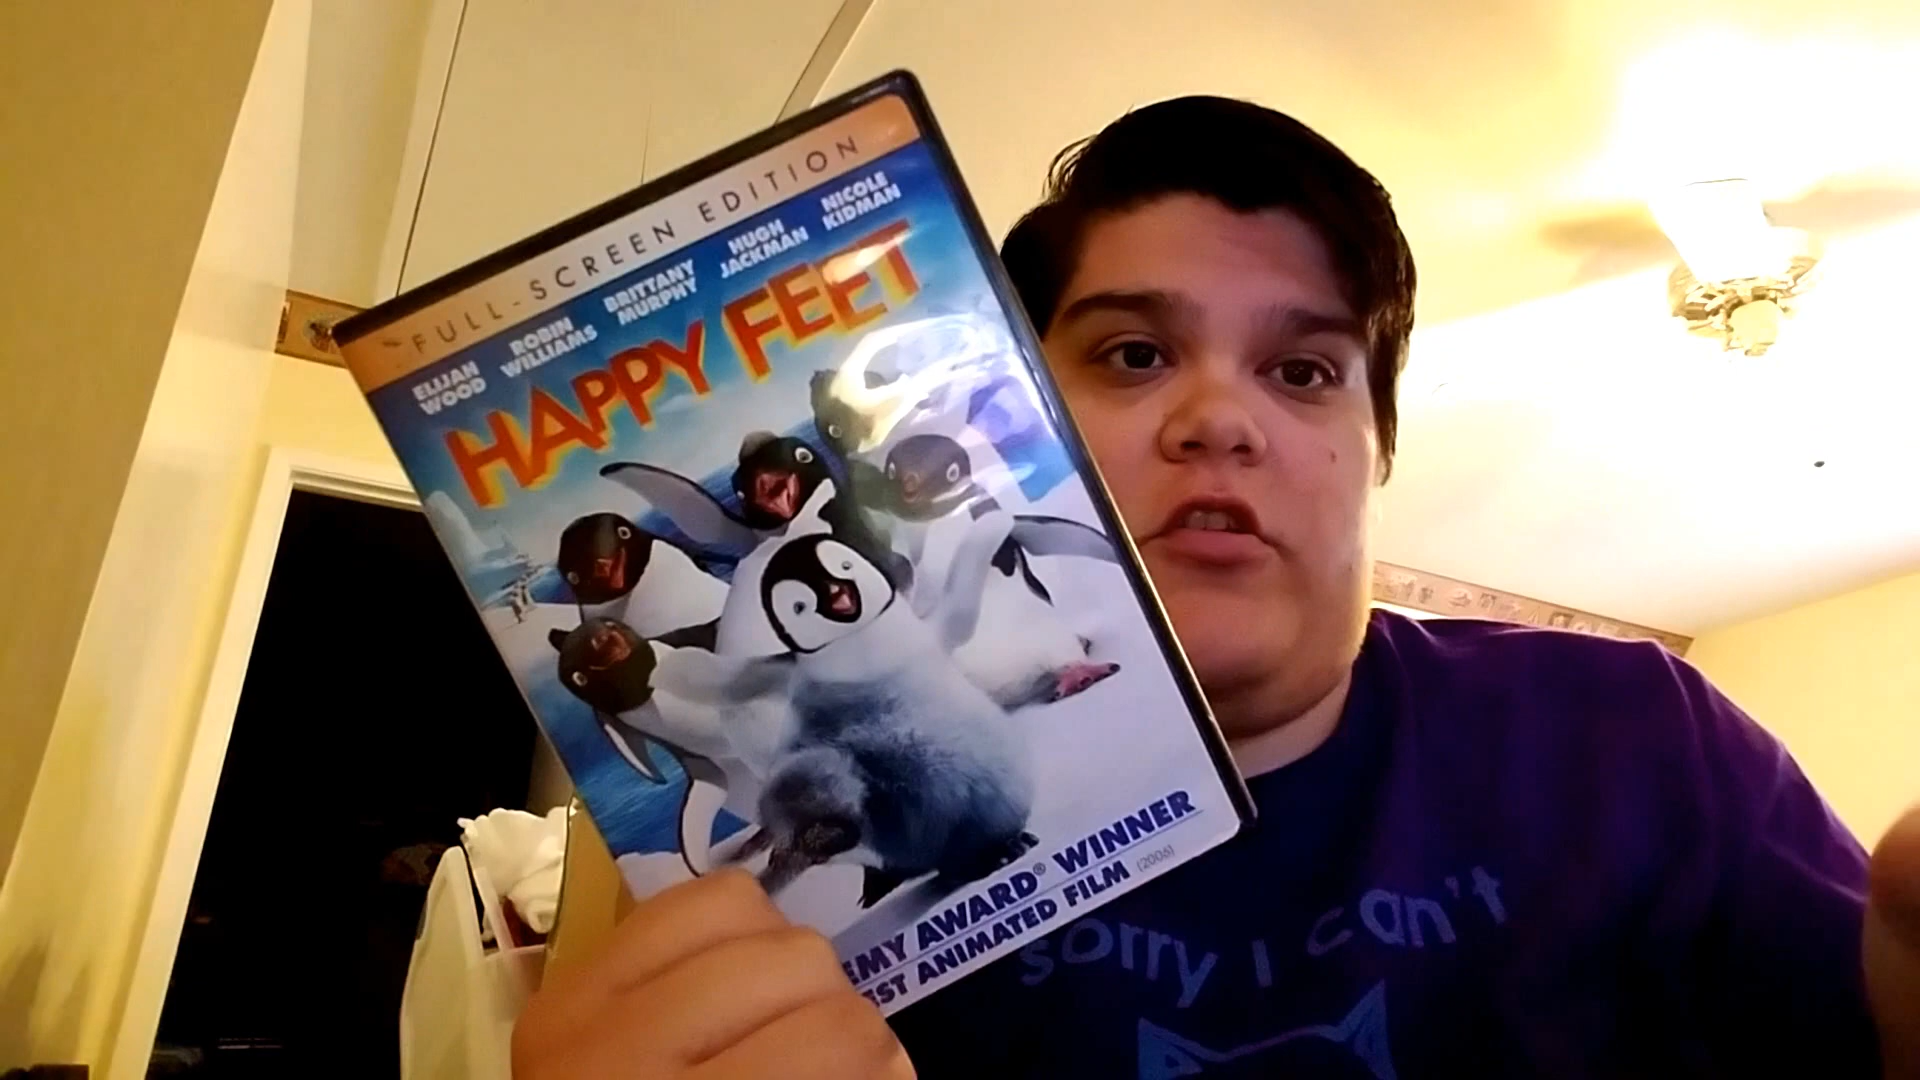 FULL-SCREEN EDITION
ELIJAH WOOD
ROBIN WILLIAMS
BRITTANY MURPHY
HUGH JACKMAN
NICOLE KIDMAN
HAPPY FEET
EMY AWARD® WINNER
EST ANIMATED FILM (2006)
sorry I can't